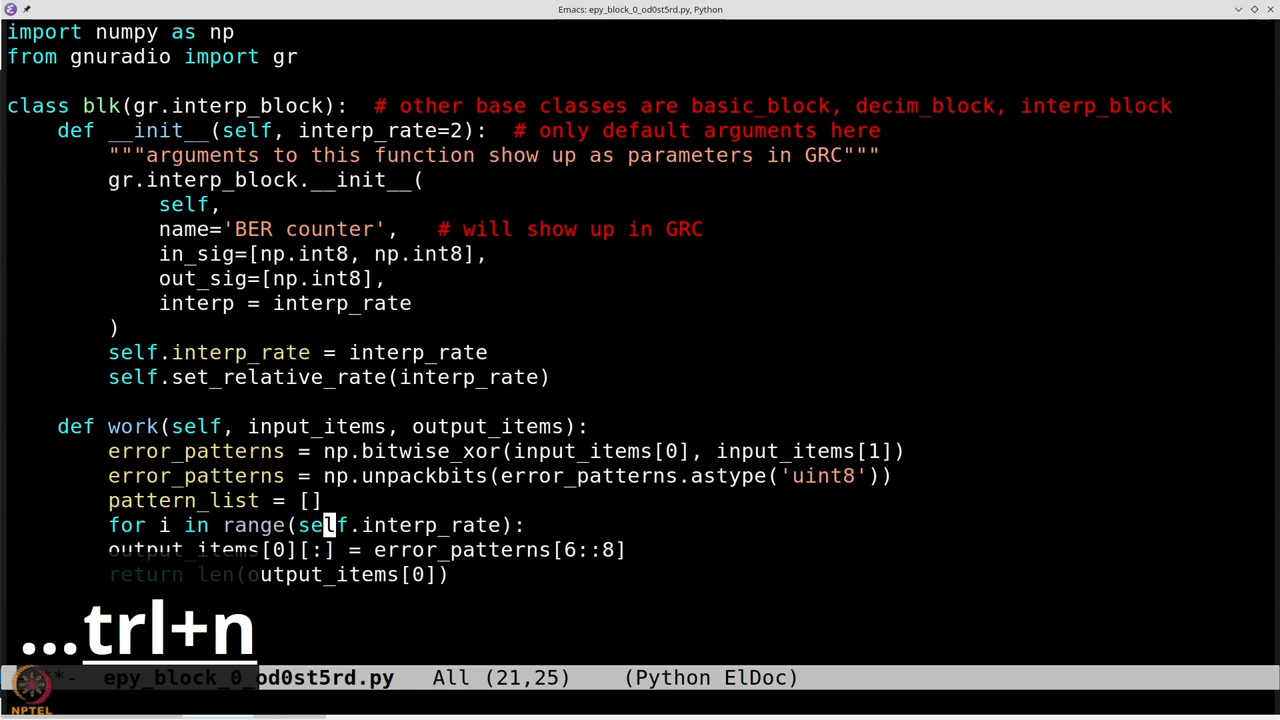 Emacs: epy_block_0_od0st5rd.py, Python
import numpy as np
from gnuradio import gr
class blk(gr.interp_block):  # other base classes are basic_block, decim_block, interp_block
    def __init__(self, interp_rate=2):  # only default arguments here
        """arguments to this function show up as parameters in GRC"""
        gr.interp_block.__init__(
            self,
            name='BER counter',   # will show up in GRC
            in_sig=[np.int8, np.int8],
            out_sig=[np.int8],
            interp = interp_rate
        )
        self.interp_rate = interp_rate
        self.set_relative_rate(interp_rate)
    def work(self, input_items, output_items):
        error_patterns = np.bitwise_xor(input_items[0], input_items[1])
        error_patterns = np.unpackbits(error_patterns.astype('uint8'))
        pattern_list = []
        for i in range(self.interp_rate):
        output_items[0][:] = error_patterns[6::8]
        return len(output_items[0])
...trl+n
epy_block_0_od0st5rd.py   All (21,25)    (Python ElDoc)
NPTEL